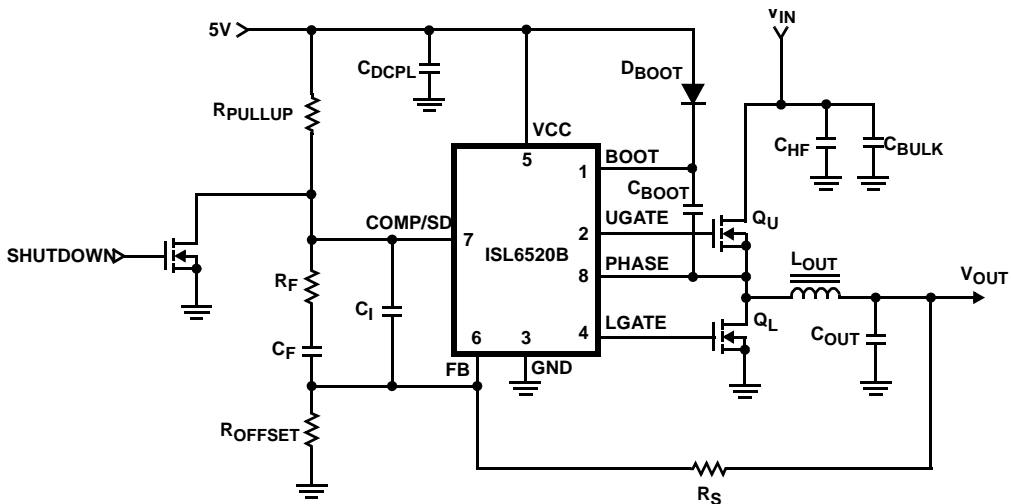 VIN
5V
CDCPL
DBOOT
RPULLUP
VCC
CHF
CBULK
5
BOOT
1
CBOOT
QU
COMP/SD
UGATE
7
ISL6520B
2
SHUTDOWN
PHASE
LOUT
VOUT
RF
8
CI
LGATE
QL
6
3
4
COUT
CF
FB
GND
ROFFSET
RS